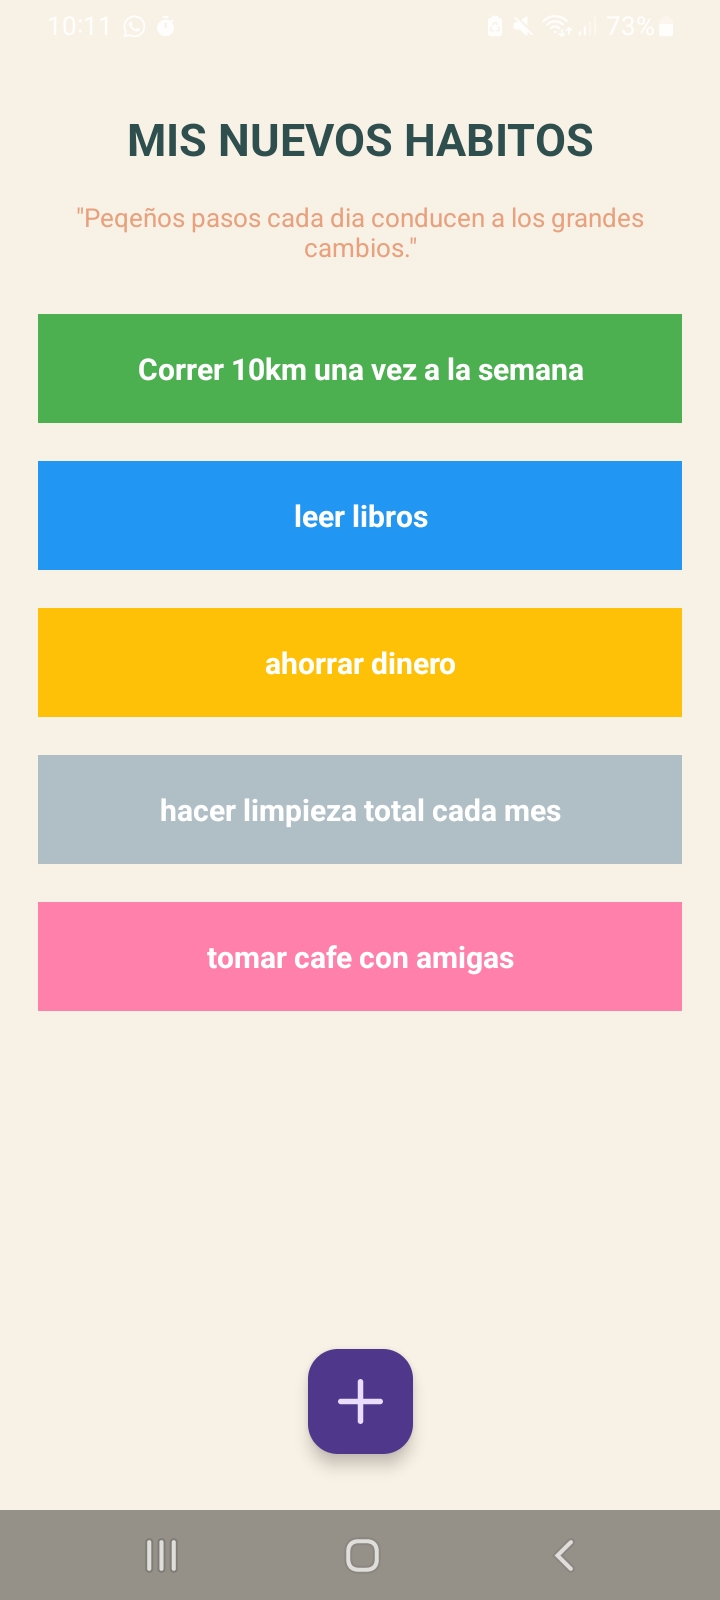 10:11
73%
MIS NUEVOS HABITOS
"Peqeños pasos cada dia conducen a los grandes
cambios."
Correr 10km una vez a la semana
leer libros
ahorrar dinero
hacer limpieza total cada mes
tomar cafe con amigas